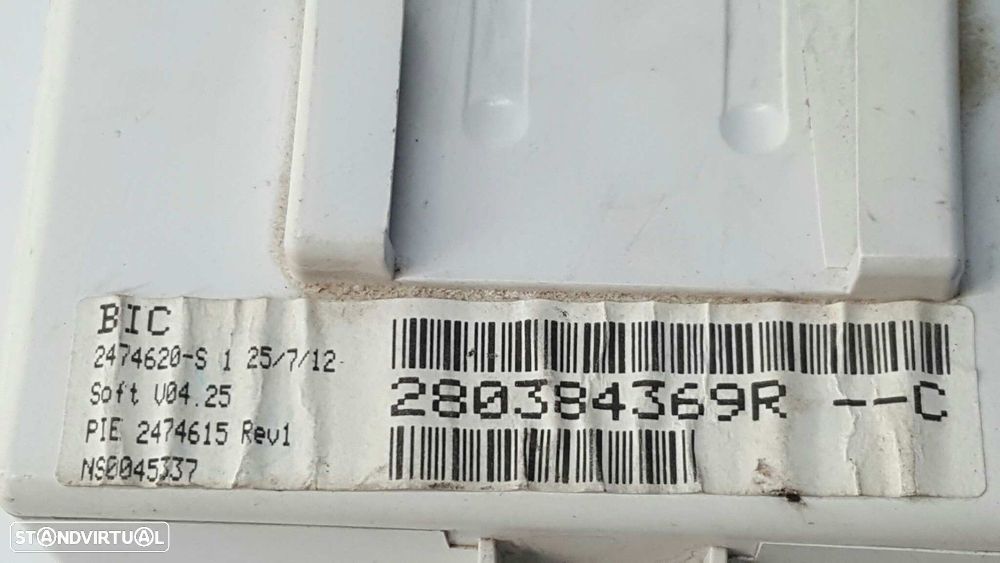 BIC
2474620-S 1 25/7/12
Soft V04.25
PIE 2474615 Rev1
NS0045337
280384369R --C
STANDVIRTUAL